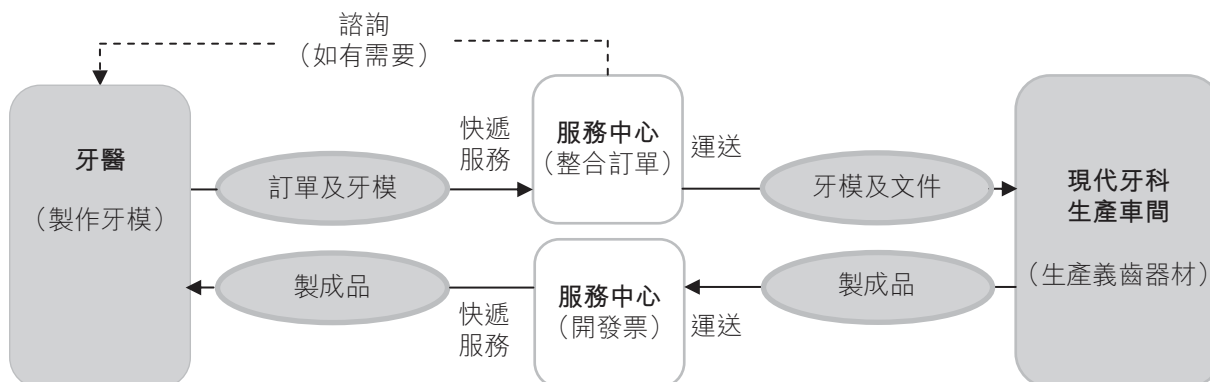 諮詢
（如有需要）
牙醫
（製作牙模）
訂單及牙模
快遞
服務
服務中心
（整合訂單）
運送
牙模及文件
現代牙科
生產車間
（生產義齒器材）
製成品
快遞
服務
服務中心
（開發票）
運送
製成品